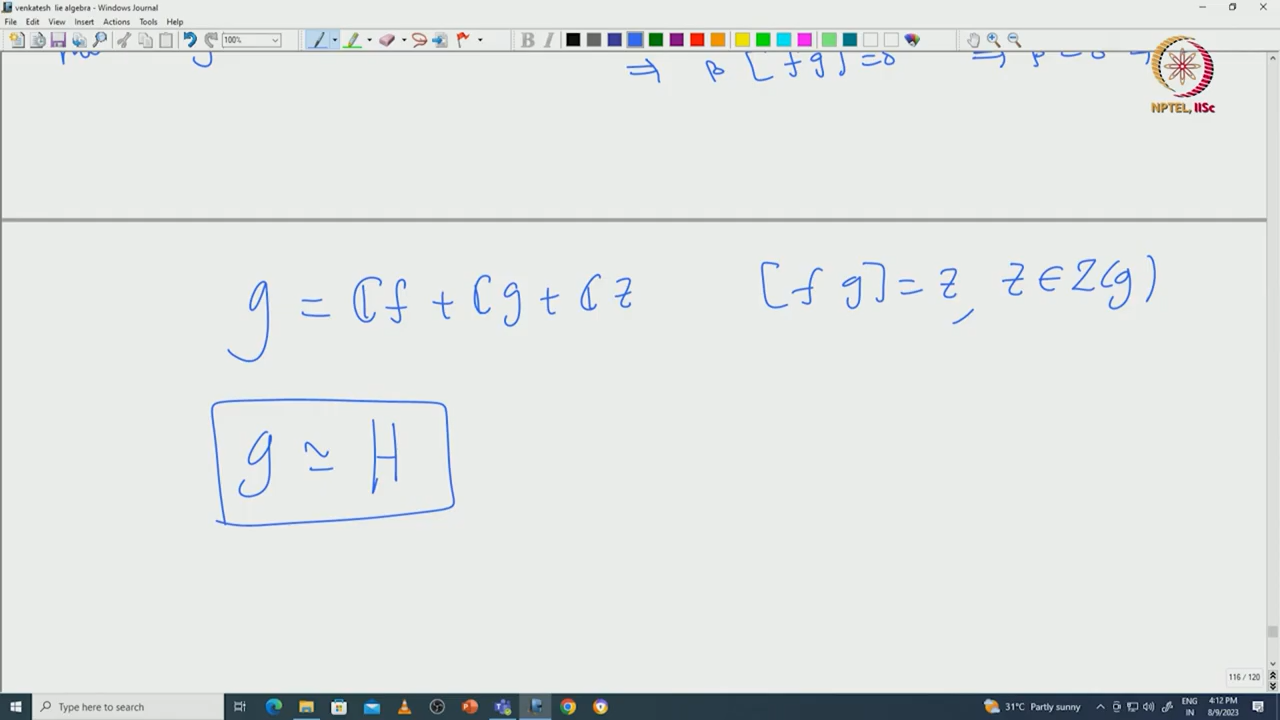 venkatesh lie algebra - Windows Journal
File Edit View Insert Actions Tools Help
100%
⇒ β [f g] = 0 ⇒ β = 0
NPTEL, IISc
g = ℂf + ℂg + ℂz [f g] = z, z ∈ Z(g)
g ≃ H
116 / 120
Type here to search
31°C Partly sunny
ENG
IN
4:12 PM
8/9/2023